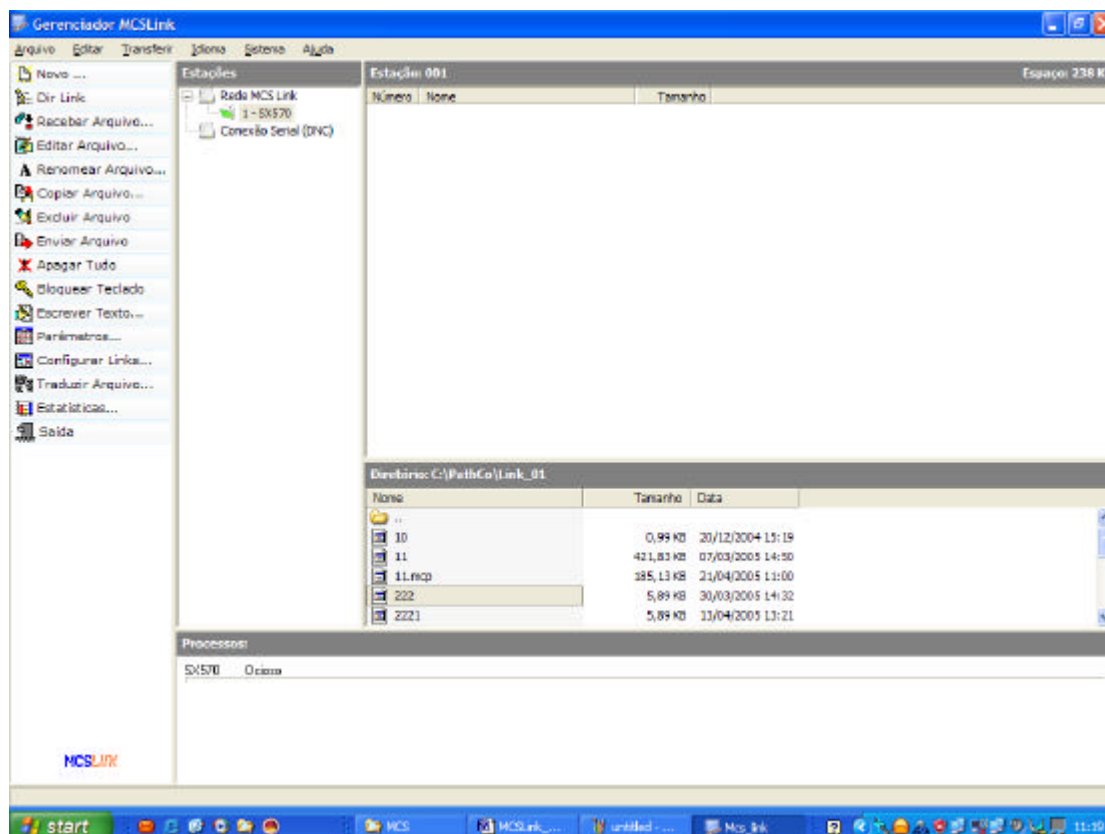 Gerenciador MCSLink
Arquivo Editar Transferir Idioma Sistema Ajuda
Novo ...
Dir Link
Receber Arquivo...
Editar Arquivo...
Renomear Arquivo...
Copiar Arquivo...
Excluir Arquivo
Enviar Arquivo
Apagar Tudo
Bloquear Teclado
Escrever Texto...
Parâmetros...
Configurar Links...
Traduzir Arquivo...
Estatísticas...
Saída
MCSLINK
Estações
Rede MCS Link
1 - SX570
Conexão Serial (DNC)
Estação: 001 Espaço: 238 K
Número Nome Tamanho
Diretório: C:\PathCo\Link_01
Nome Tamanho Data
..
10 0,99 KB 20/12/2004 15:19
11 421,83 KB 07/03/2005 14:50
11.mcp 185,13 KB 21/04/2005 11:00
222 5,89 KB 30/03/2005 14:32
2221 5,89 KB 13/04/2005 13:21
Processos:
SX570 Ocioso
start MCS MCSLink_... untitled - ... Mcs_link 11:10